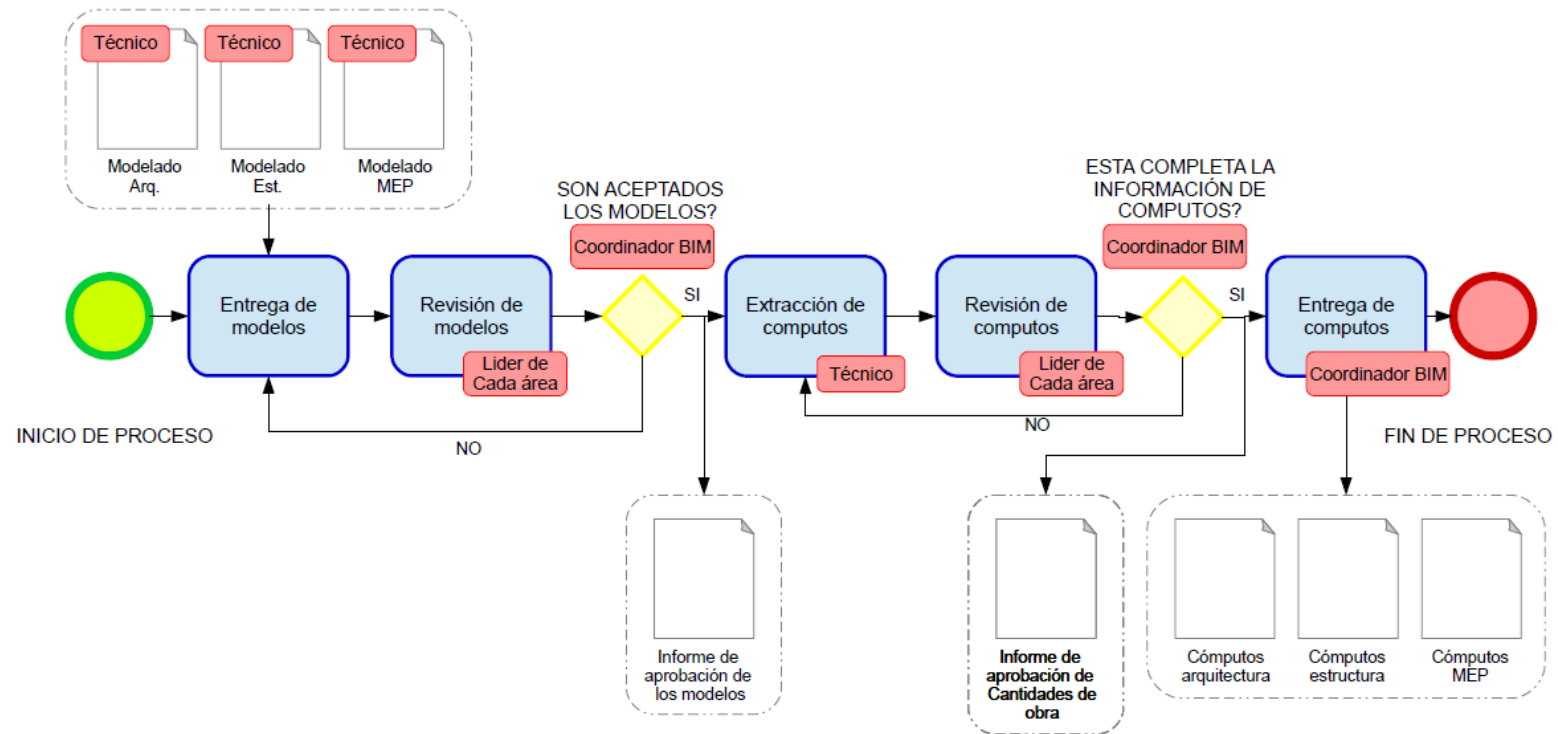 Técnico
Técnico
Técnico
Modelado
Arq.
Modelado
Est.
Modelado
MEP
SON ACEPTADOS
LOS MODELOS?
Coordinador BIM
ESTA COMPLETA LA
INFORMACIÓN DE
COMPUTOS?
Coordinador BIM
Entrega de
modelos
Revisión de
modelos
Lider de
Cada área
SI
Extracción de
computos
Técnico
Revisión de
computos
Lider de
Cada área
SI
Entrega de
computos
Coordinador BIM
INICIO DE PROCESO
NO
NO
FIN DE PROCESO
Informe de
aprobación de
los modelos
Informe de
aprobación de
Cantidades de
obra
Cómputos
arquitectura
Cómputos
estructura
Cómputos
MEP